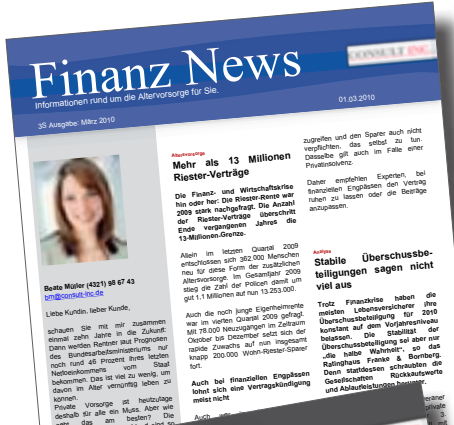 Finanz News
CONSULT INC.
Informationen rund um die Altervorsorge für Sie.
3S Ausgabe: März 2010
01.03.2010
Beate Müller (4321) 98 67 43
bm@consult-inc.de
Liebe Kundin, lieber Kunde,
schauen Sie mit mir zusammen
einmal zehn Jahre in die Zukunft:
Dann werden Rentner laut Prognosen
des Bundesarbeitsministeriums nur
noch rund 46 Prozent ihres letzten
Nettoeinkommens vom Staat
bekommen. Das ist viel zu wenig, um
davon im Alter vernünftig leben zu
können.
Private Vorsorge ist heutzutage
deshalb für alle ein Muss. Aber wie
das am besten? Die
Altersvorsorge
Mehr als 13 Millionen
Riester-Verträge
Die Finanz- und Wirtschaftskrise
hin oder her: Die Riester-Rente war
2009 stark nachgefragt. Die Anzahl
der Riester-Verträge überschritt
Ende vergangenen Jahres die
13-Millionen-Grenze.
Allein im letzten Quartal 2009
entschlossen sich 362.000 Menschen
neu für diese Form der zusätzlichen
Altersvorsorge. Im Gesamtjahr 2009
stieg die Zahl der Policen damit um
gut 1.1 Millionen auf nun 13.253.000.
Auch die noch junge Eigenheimrente
war im vierten Quartal 2009 gefragt.
Mit 78.000 Neuzugängen im Zeitraum
Oktober bis Dezember setzt sich der
rapide Zuwachs auf nun insgesamt
knapp 200.000 Wohn-Riester-Sparer
fort.
Auch bei finanziellen Engpässen
lohnt sich eine Vertragskündigung
meist nicht
Auch
zugreifen und den Sparer auch nicht
verpflichten, das selbst zu tun.
Dasselbe gilt auch im Falle einer
Privatinsolvenz.
Daher empfehlen Experten, bei
finanziellen Engpässen den Vertrag
ruhen zu lassen oder die Beiträge
anzupassen.
Analyse
Stabile Überschussbe-
teiligungen sagen nicht
viel aus
Trotz Finanzkrise haben die
meisten Lebensversicherer ihre
Überschussbeteiligung für 2010
konstant auf dem Vorjahresniveau
belassen. Die Stabilität der
Überschussbeteiligung sei aber nur
„die halbe Wahrheit“, so das
Ratinghaus Franke & Bornberg.
Denn stattdessen schraubten die
Gesellschaften Rückkaufswerte
und Ablaufleistungen herunter.